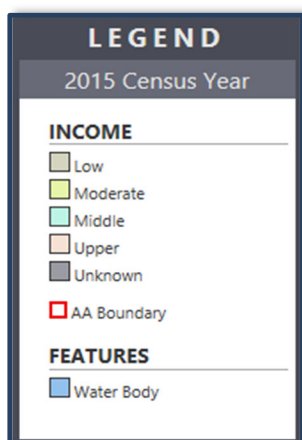 LEGEND
2015 Census Year
INCOME
Low
Moderate
Middle
Upper
Unknown
AA Boundary
FEATURES
Water Body